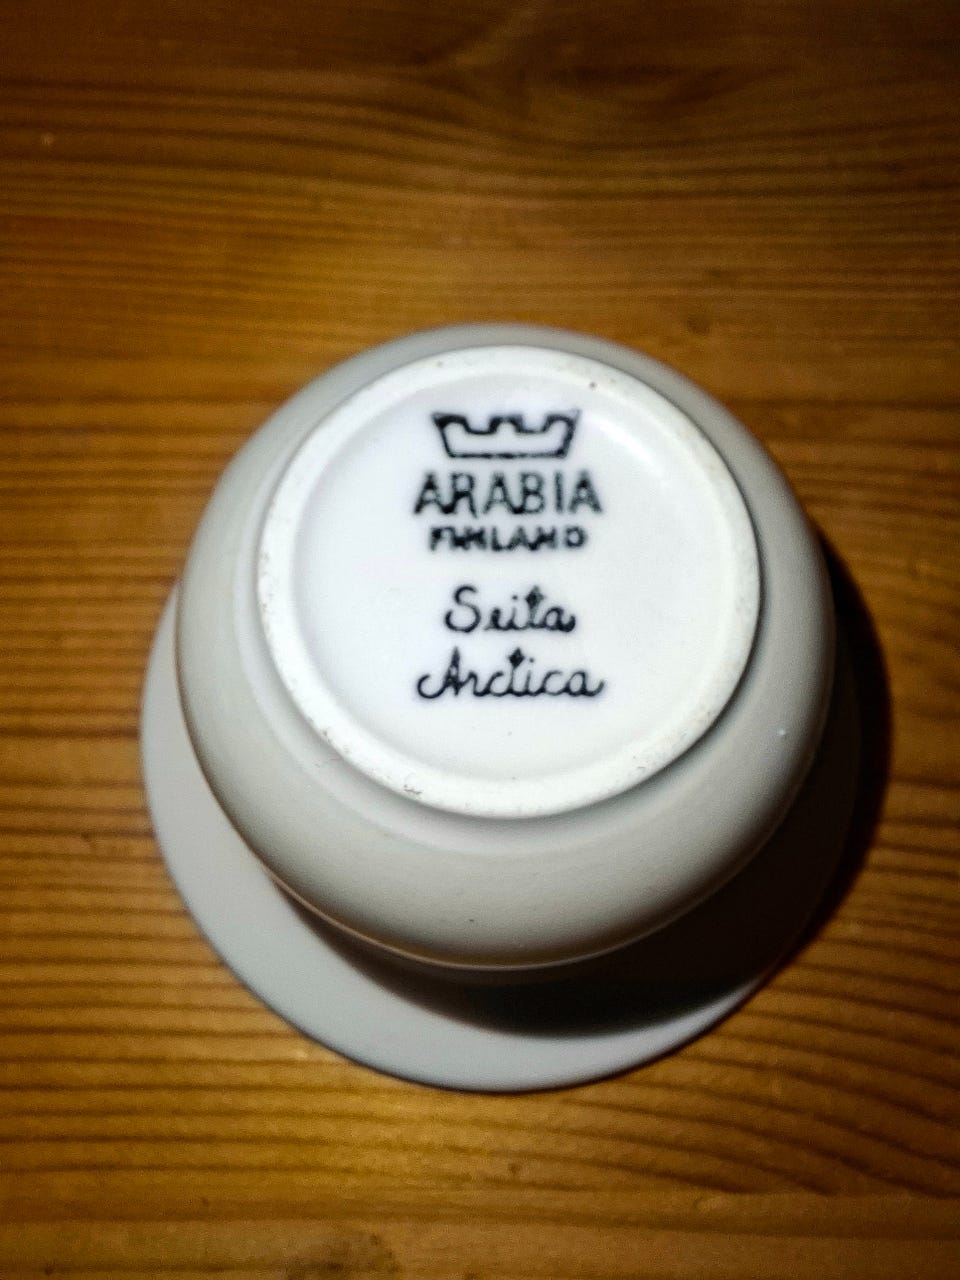 ARABIA
FINLAND
Seita
Arctica